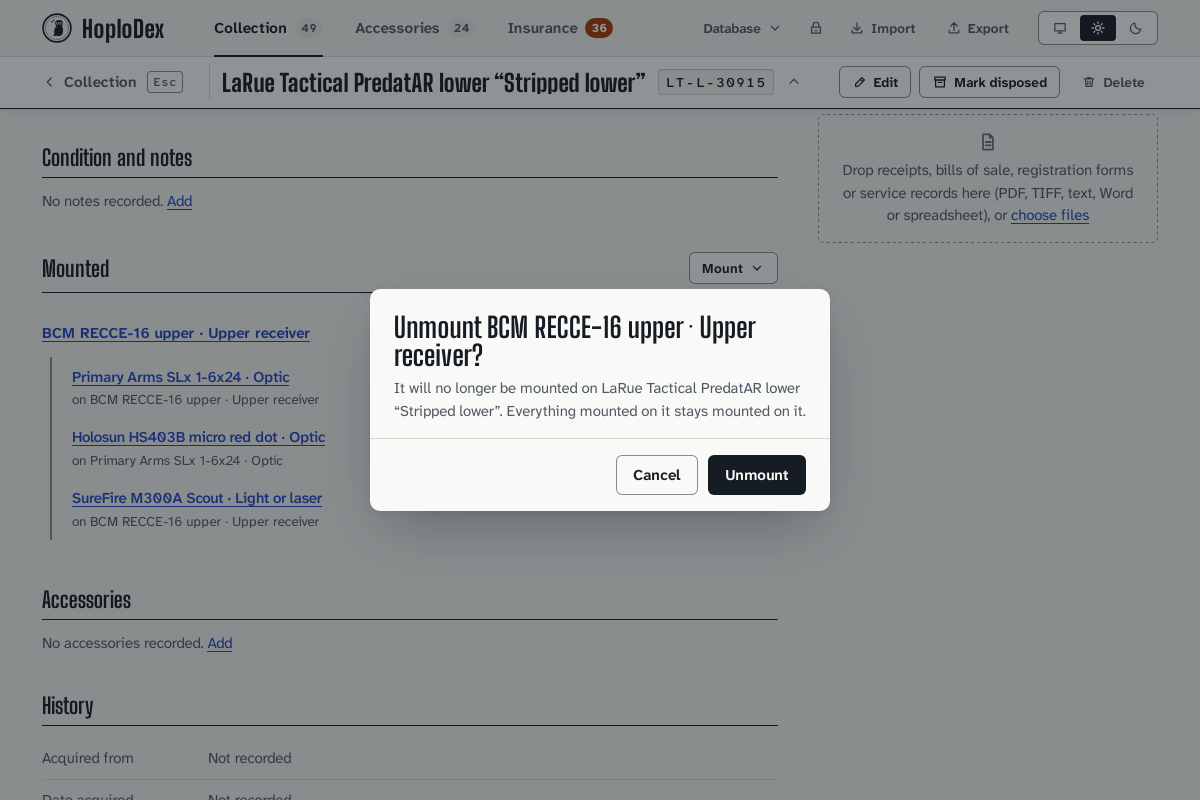 HoploDex
Collection 49
Accessories 24
Insurance 36
Database
Import
Export
Collection Esc
LaRue Tactical PredatAR lower “Stripped lower”
LT-L-30915
Edit
Mark disposed
Delete
Condition and notes
No notes recorded. Add
Mounted
Mount
BCM RECCE-16 upper · Upper receiver
Primary Arms SLx 1-6x24 · Optic
on BCM RECCE-16 upper · Upper receiver
Holosun HS403B micro red dot · Optic
on Primary Arms SLx 1-6x24 · Optic
SureFire M300A Scout · Light or laser
on BCM RECCE-16 upper · Upper receiver
Accessories
No accessories recorded. Add
History
Acquired from Not recorded
Date acquired Not recorded
Drop receipts, bills of sale, registration forms
or service records here (PDF, TIFF, text, Word
or spreadsheet), or choose files
Unmount BCM RECCE-16 upper · Upper
receiver?
It will no longer be mounted on LaRue Tactical PredatAR lower
“Stripped lower”. Everything mounted on it stays mounted on it.
Cancel
Unmount